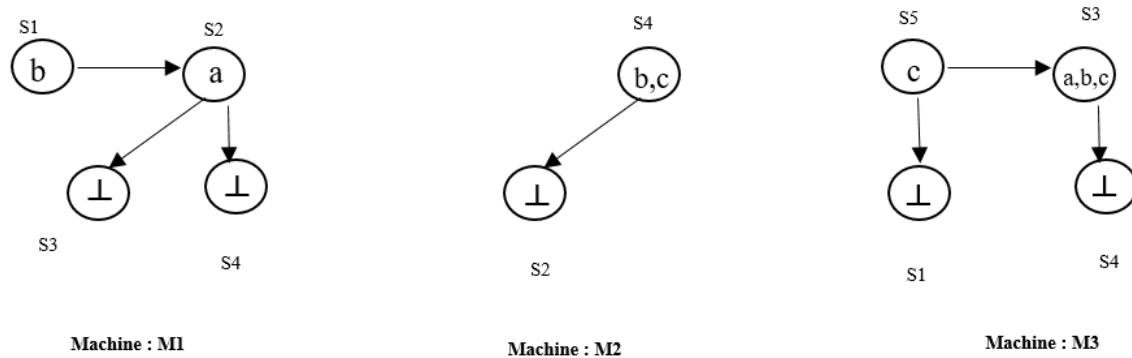 S1
S2
b
a
⊥
⊥
S3
S4
Machine : M1
S4
b,c
⊥
S2
Machine : M2
S5
S3
c
a,b,c
⊥
⊥
S1
S4
Machine : M3